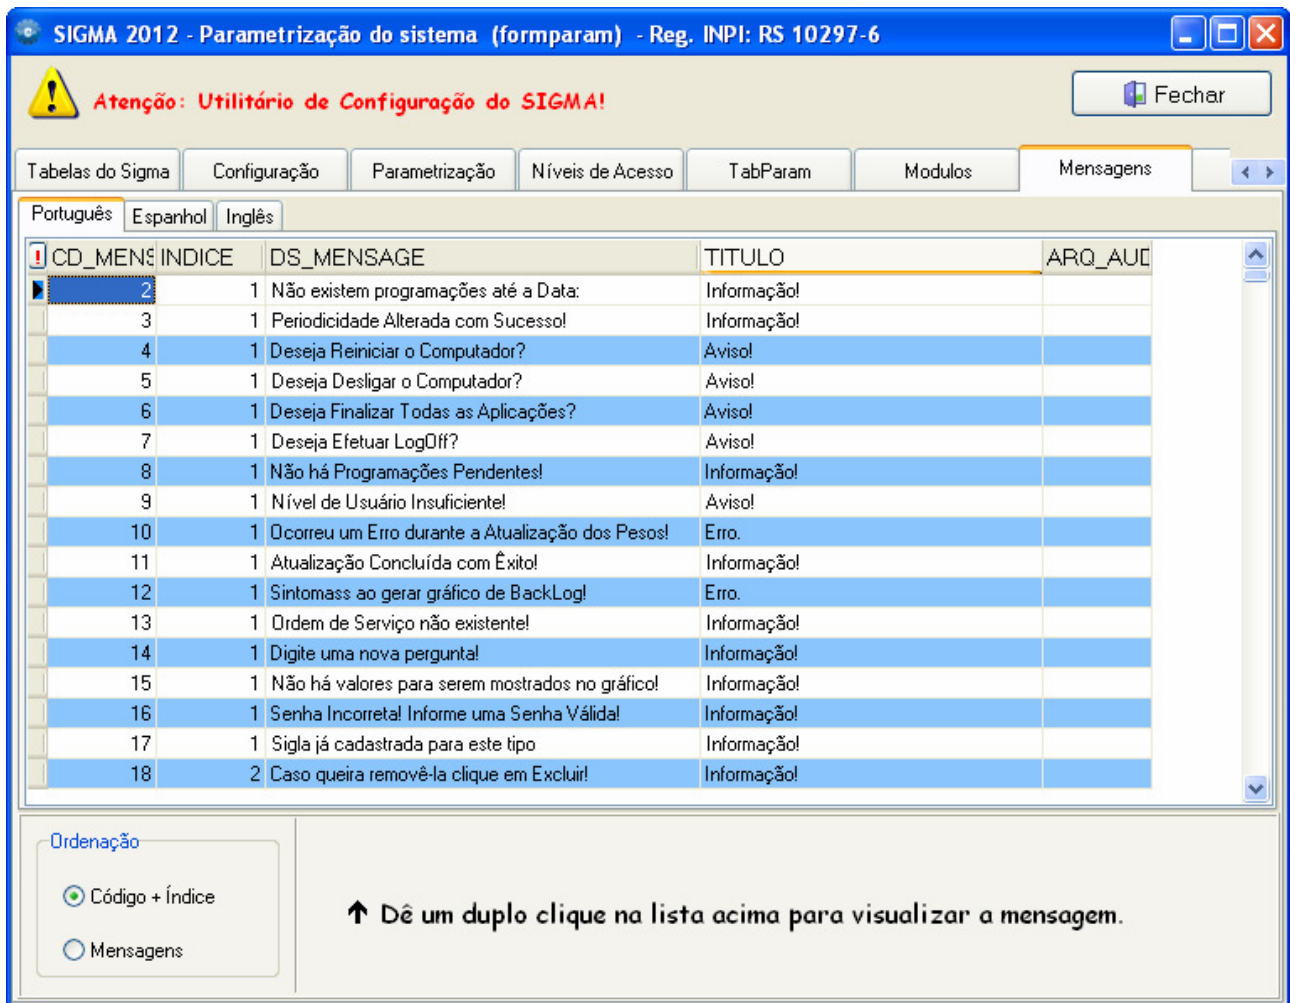 SIGMA 2012 - Parametrização do sistema (formparam) - Reg. INPI: RS 10297-6
Atenção: Utilitário de Configuração do SIGMA!
Fechar
Tabelas do Sigma Configuração Parametrização Níveis de Acesso TabParam Modulos Mensagens
Português Espanhol Inglês
CD_MENS INDICE DS_MENSAGE TITULO ARQ_AUD
2 1 Não existem programações até a Data: Informação!
3 1 Periodicidade Alterada com Sucesso! Informação!
4 1 Deseja Reiniciar o Computador? Aviso!
5 1 Deseja Desligar o Computador? Aviso!
6 1 Deseja Finalizar Todas as Aplicações? Aviso!
7 1 Deseja Efetuar LogOff? Aviso!
8 1 Não há Programações Pendentes! Informação!
9 1 Nível de Usuário Insuficiente! Aviso!
10 1 Ocorreu um Erro durante a Atualização dos Pesos! Erro.
11 1 Atualização Concluída com Êxito! Informação!
12 1 Sintomass ao gerar gráfico de BackLog! Erro.
13 1 Ordem de Serviço não existente! Informação!
14 1 Digite uma nova pergunta! Informação!
15 1 Não há valores para serem mostrados no gráfico! Informação!
16 1 Senha Incorreta! Informe uma Senha Válida! Informação!
17 1 Sigla já cadastrada para este tipo Informação!
18 2 Caso queira removê-la clique em Excluir! Informação!
Ordenação
Código + Índice
Mensagens
↑ Dê um duplo clique na lista acima para visualizar a mensagem.